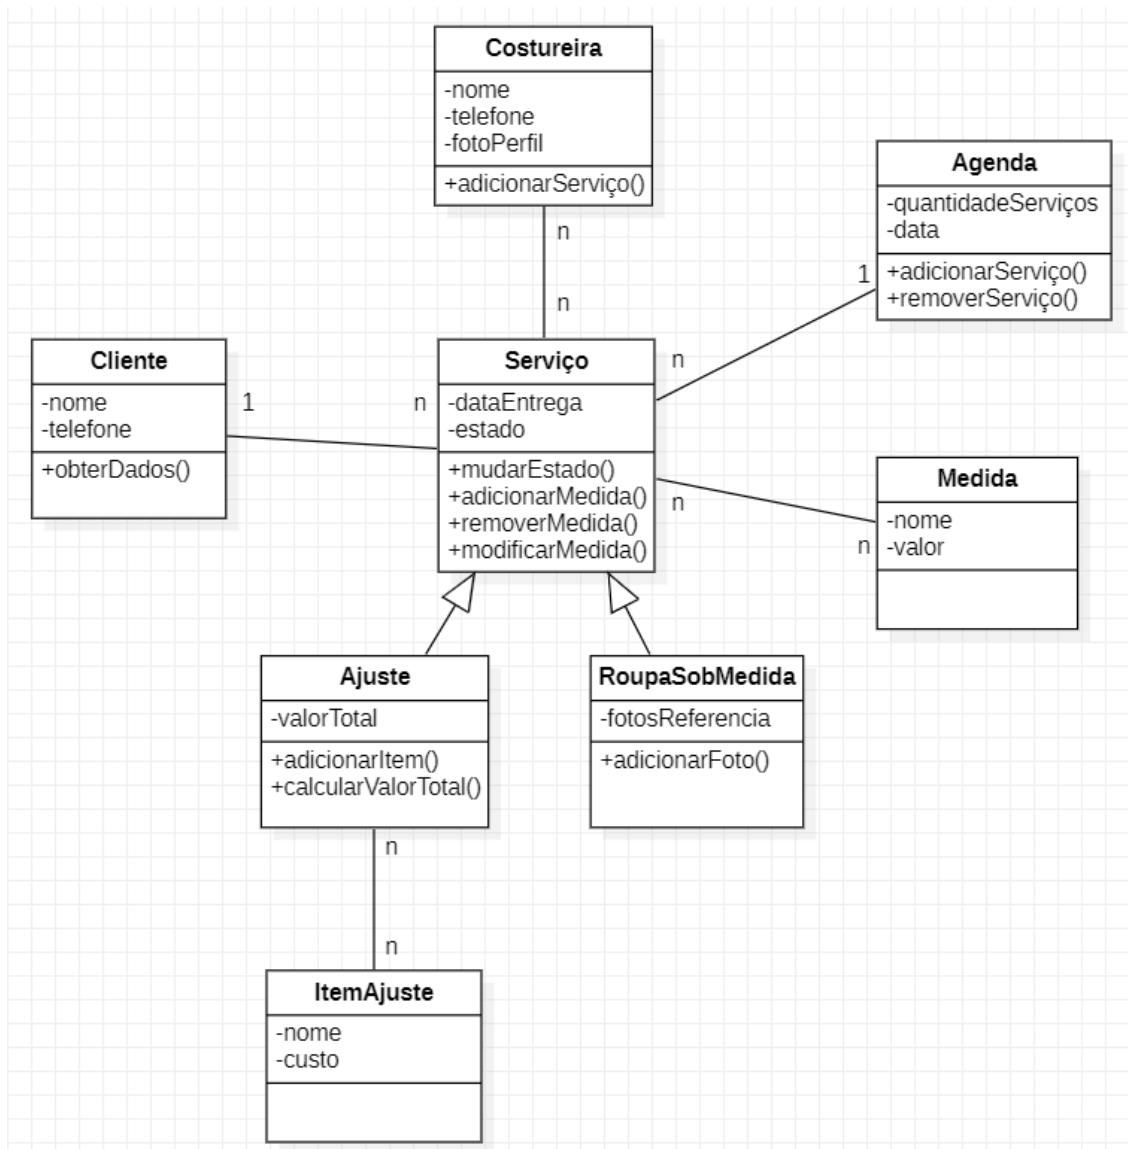 Costureira
-nome
-telefone
-fotoPerfil
+adicionarServiço()
n
n
Agenda
-quantidadeServiços
-data
+adicionarServiço()
+removerServiço()
1
n
Cliente
-nome
-telefone
+obterDados()
1
n
Serviço
-dataEntrega
-estado
+mudarEstado()
+adicionarMedida()
+removerMedida()
+modificarMedida()
n
n
Medida
-nome
-valor
Ajuste
-valorTotal
+adicionarItem()
+calcularValorTotal()
RoupaSobMedida
-fotosReferencia
+adicionarFoto()
n
n
ItemAjuste
-nome
-custo